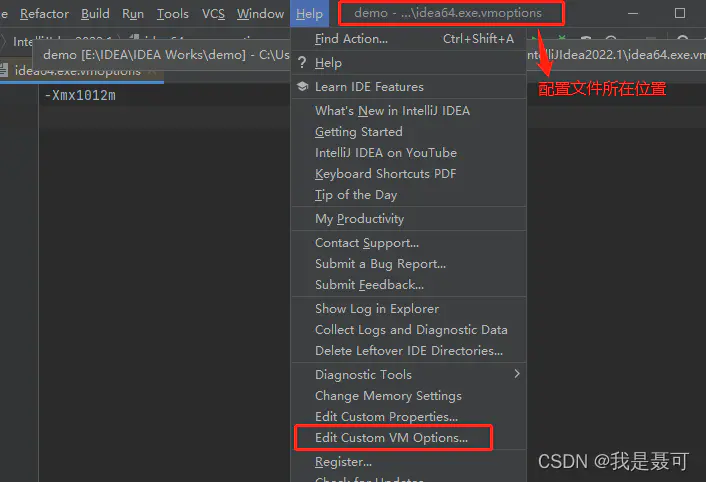 e Refactor Build Run Tools VCS Window Help demo - ...\idea64.exe.vmoptions
demo [E:\IDEA\IDEA Works\demo] - C:\Us
ntelliJIdea2022.1\idea64.exe.vm
idea64.exe.vmoptions
-Xmx1012m
Find Action... Ctrl+Shift+A
? Help
Learn IDE Features
What's New in IntelliJ IDEA
Getting Started
IntelliJ IDEA on YouTube
Keyboard Shortcuts PDF
Tip of the Day
My Productivity
Contact Support...
Submit a Bug Report...
Submit Feedback...
Show Log in Explorer
Collect Logs and Diagnostic Data
Delete Leftover IDE Directories...
Diagnostic Tools
Change Memory Settings
Edit Custom Properties...
Edit Custom VM Options...
Register...
Check for Updates
配置文件所在位置
CSDN @我是聂可